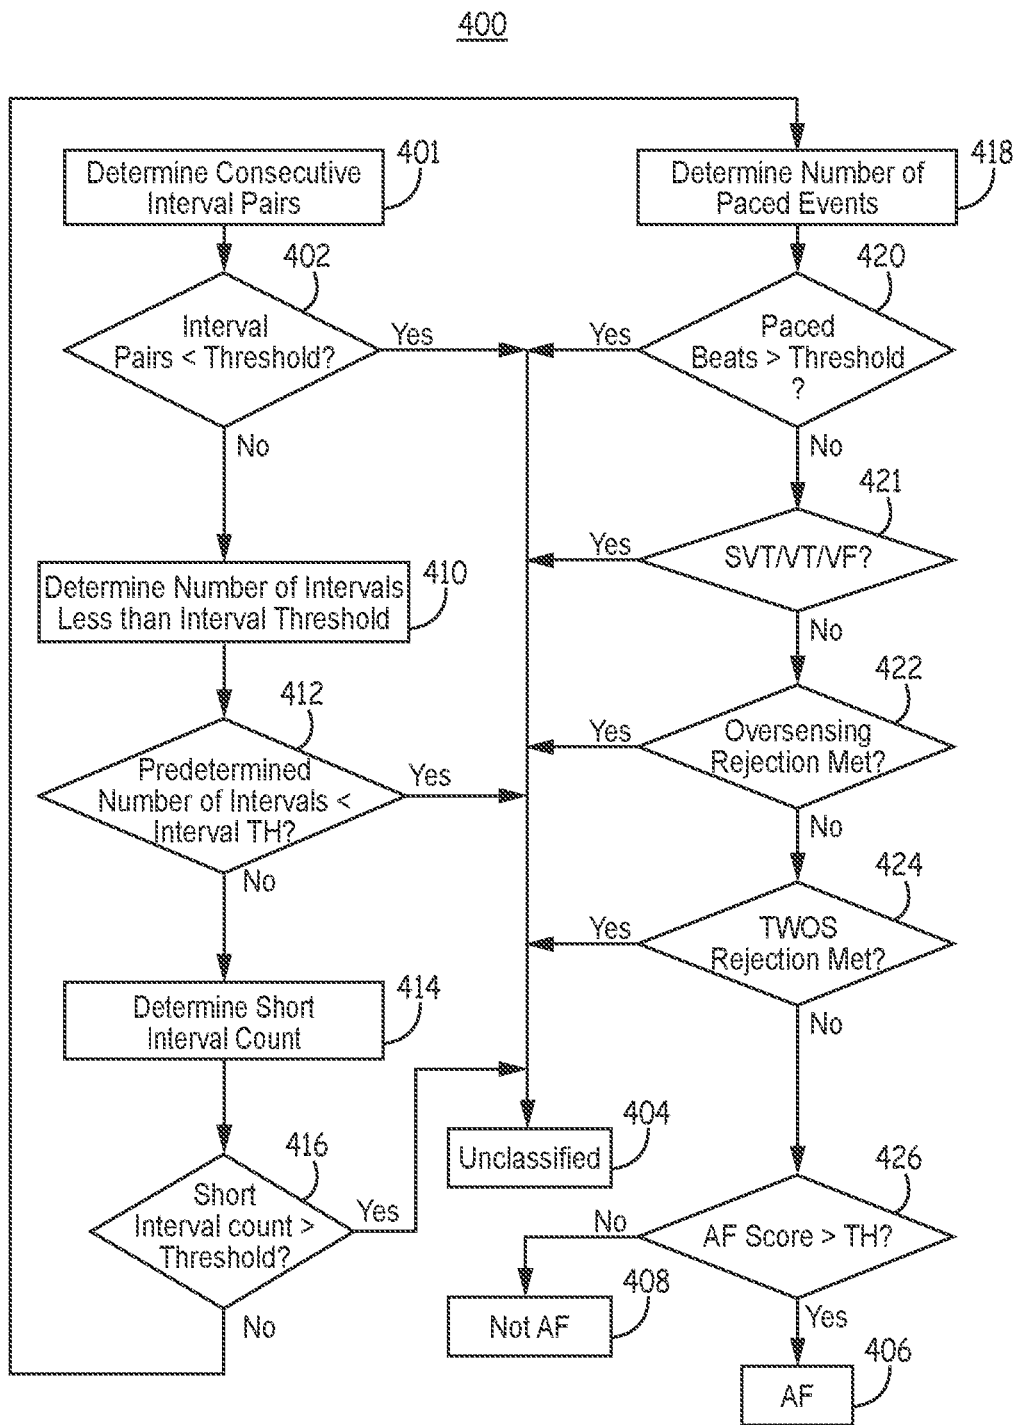 400
Determine Consecutive
Interval Pairs
401
402
Interval
Pairs < Threshold?
Yes
No
Determine Number of Intervals
Less than Interval Threshold
410
412
Predetermined
Number of Intervals <
Interval TH?
Yes
No
Determine Short
Interval Count
414
416
Short
Interval count >
Threshold?
Yes
No
Determine Number of
Paced Events
418
420
Paced
Beats > Threshold
?
Yes
No
421
SVT/VT/VF?
Yes
No
422
Oversensing
Rejection Met?
Yes
No
424
TWOS
Rejection Met?
Yes
No
Unclassified
404
426
AF Score > TH?
No
Yes
Not AF
408
AF
406